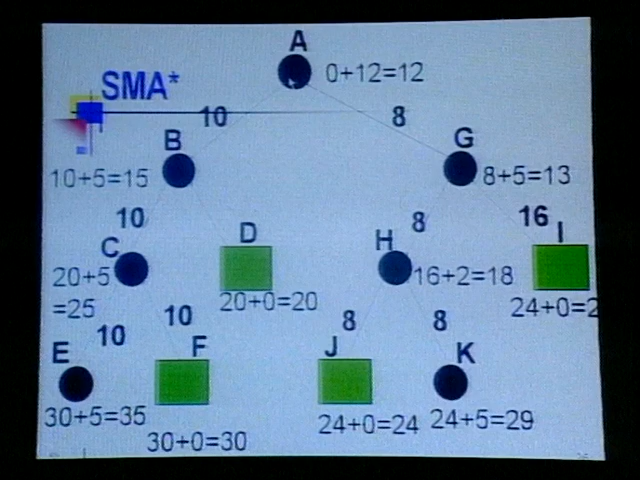 A
0+12=12
SMA*
10
8
B
G
10+5=15
8+5=13
10
8
16
C
D
H
I
20+5
=25
20+0=20
16+2=18
24+0=2
10
10
8
8
E
F
J
K
30+5=35
30+0=30
24+0=24
24+5=29